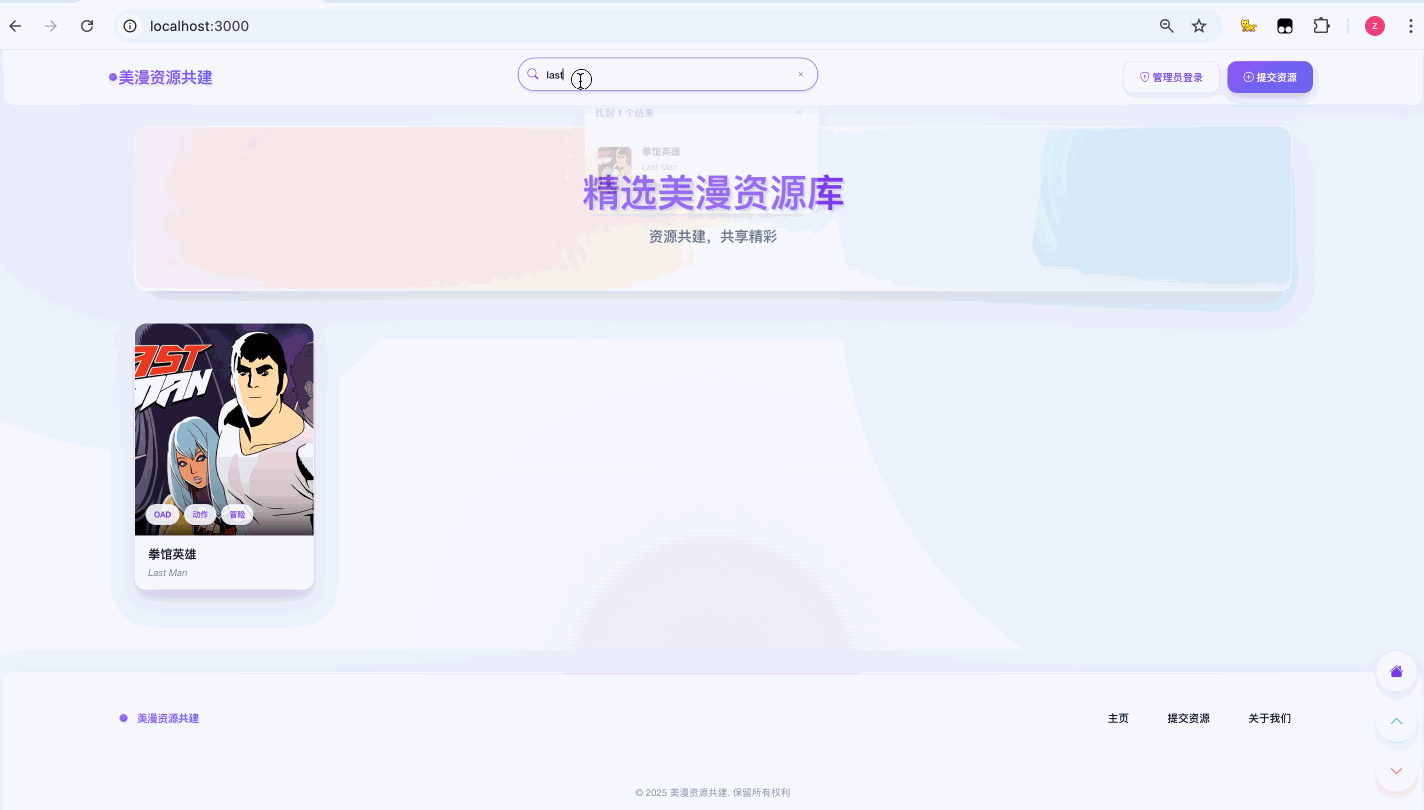 localhost:3000
Z
美漫资源共建
last
×
管理员登录
提交资源
找到 1 个结果
×
拳馆英雄
Last Man
精选美漫资源库
资源共建，共享精彩
AST
MAN
OAD
动作
冒险
拳馆英雄
Last Man
美漫资源共建
主页
提交资源
关于我们
© 2025 美漫资源共建. 保留所有权利